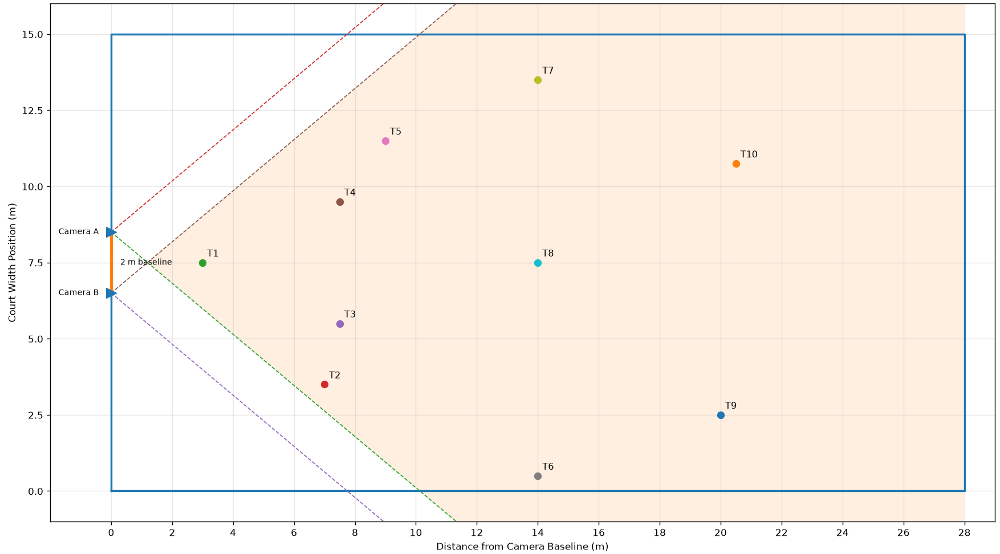 15.0
12.5
10.0
7.5
5.0
2.5
0.0
Court Width Position (m)
Camera A
Camera B
2 m baseline
T7
T5
T10
T4
T1
T8
T3
T2
T9
T6
0 2 4 6 8 10 12 14 16 18 20 22 24 26 28
Distance from Camera Baseline (m)